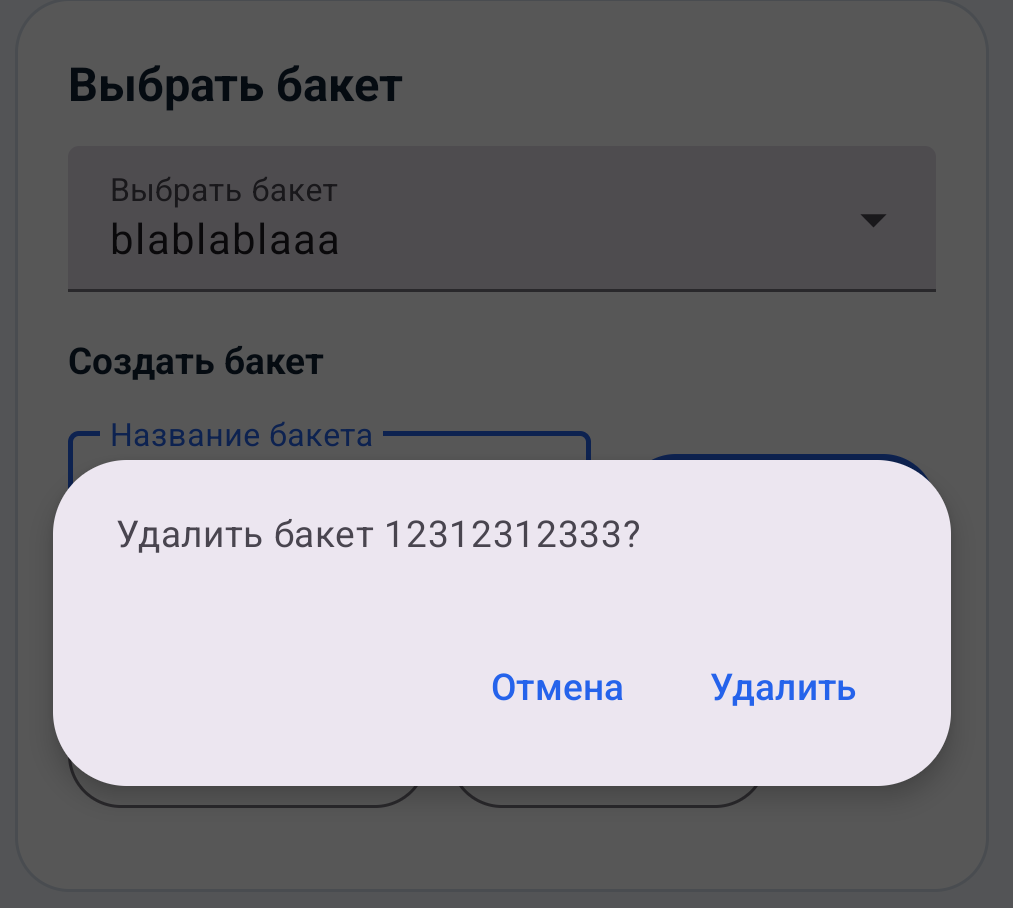 Выбрать бакет
Выбрать бакет
blablablaaa
Создать бакет
Название бакета
Удалить бакет 12312312333?
Отмена Удалить